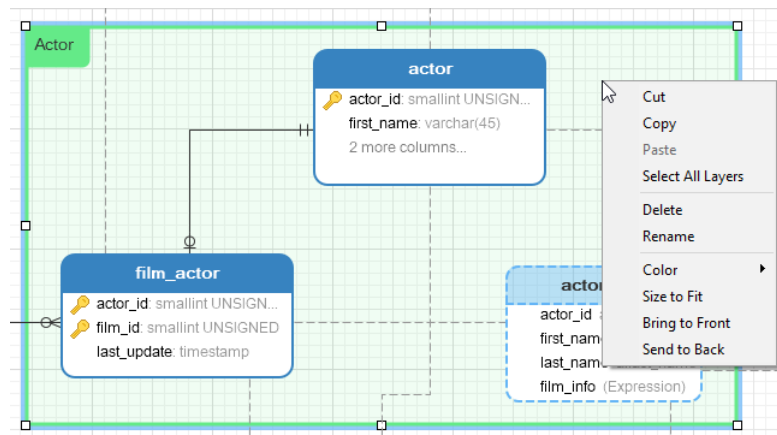 Actor
actor
actor_id: smallint UNSIGN...
first_name: varchar(45)
2 more columns...
film_actor
actor_id: smallint UNSIGN...
film_id: smallint UNSIGNED
last_update: timestamp
actor_id
first_nam
last_nam
film_info (Expression)
Cut
Copy
Paste
Select All Layers
Delete
Rename
Color
Size to Fit
Bring to Front
Send to Back